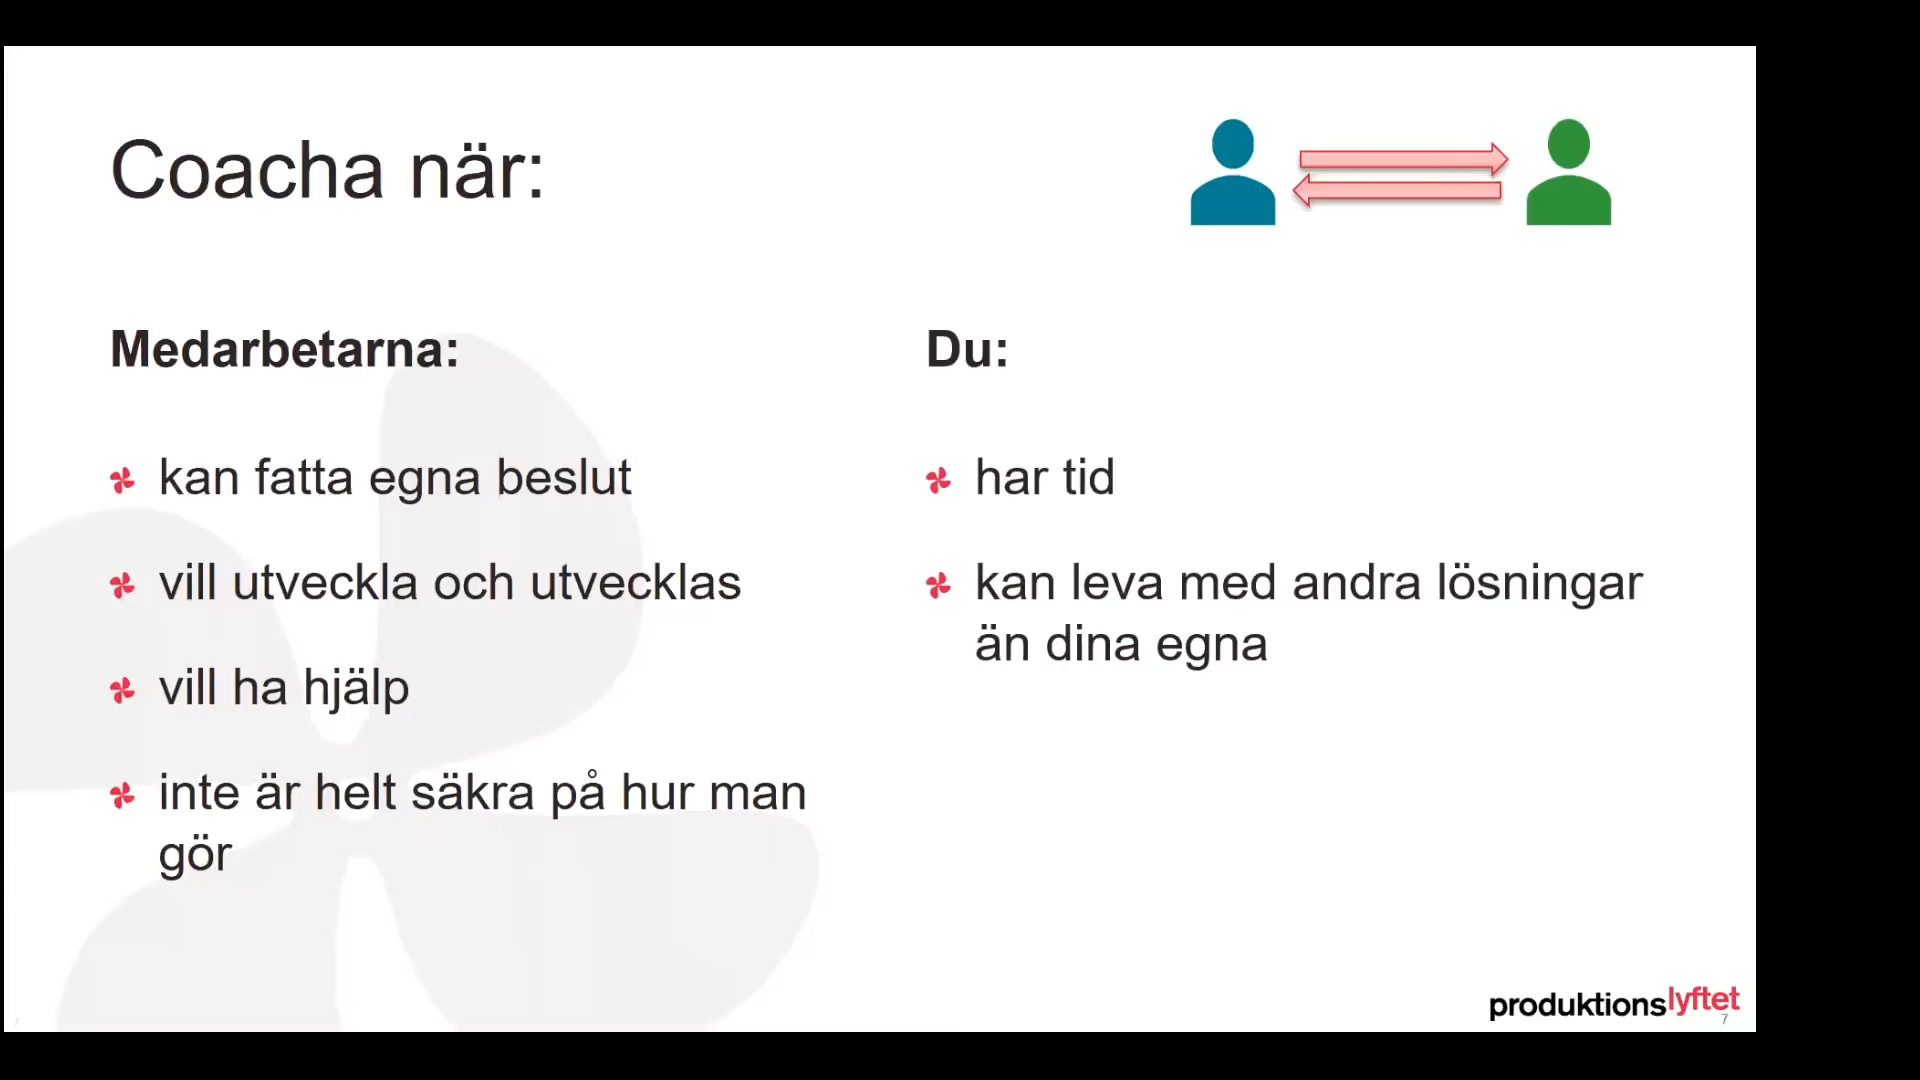 Coacha när:
Medarbetarna:
kan fatta egna beslut
vill utveckla och utvecklas
vill ha hjälp
inte är helt säkra på hur man
gör
Du:
har tid
kan leva med andra lösningar
än dina egna
produktionslyftet
7